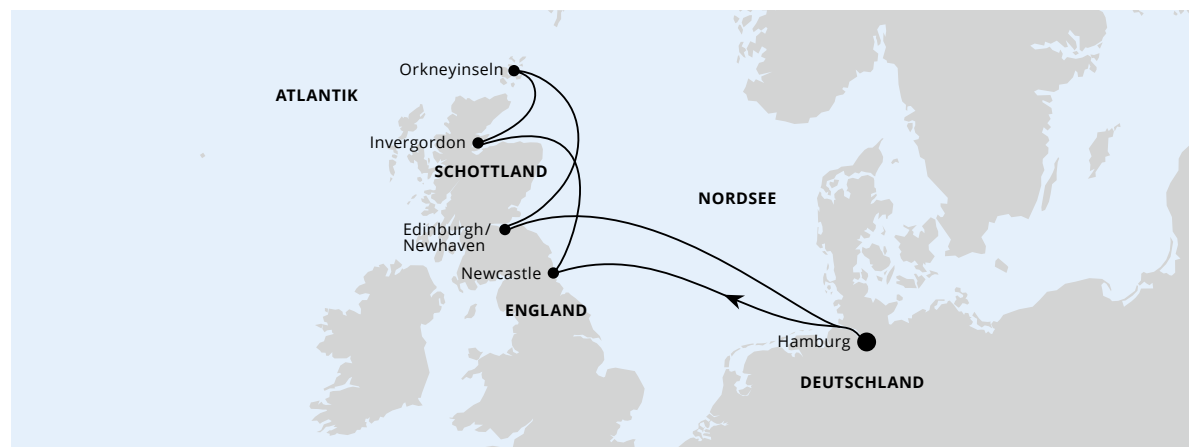 Orkneyinseln
ATLANTIK
Invergordon
SCHOTTLAND
NORDSEE
Edinburgh/
Newhaven
Newcastle
ENGLAND
Hamburg
DEUTSCHLAND